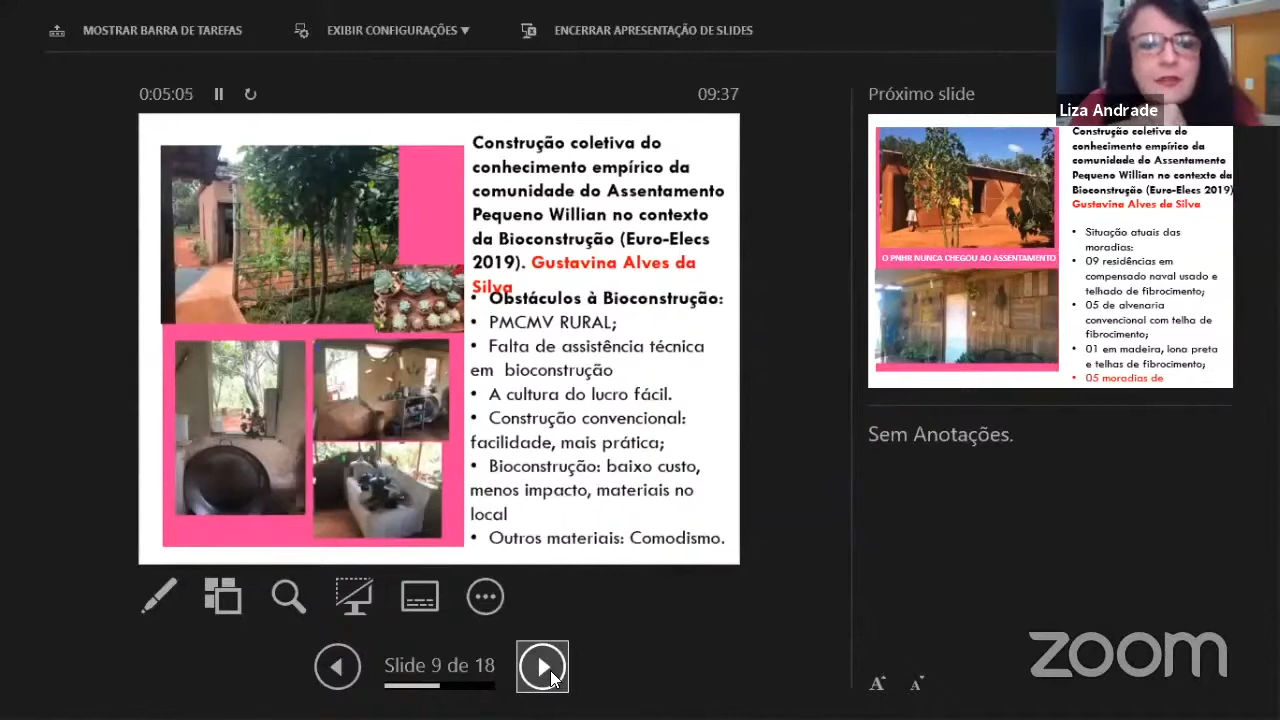 MOSTRAR BARRA DE TAREFAS
EXIBIR CONFIGURAÇÕES ▼
ENCERRAR APRESENTAÇÃO DE SLIDES
Liza Andrade
0:05:05
09:37
Construção coletiva do
conhecimento empírico da
comunidade do Assentamento
Pequeno Willian no contexto
da Bioconstrução (Euro-Elecs
2019). Gustavina Alves da
Silva
• Obstáculos à Bioconstrução:
• PMCMV RURAL;
• Falta de assistência técnica
em bioconstrução
• A cultura do lucro fácil.
• Construção convencional:
facilidade, mais prática;
• Bioconstrução: baixo custo,
menos impacto, materiais no
local
• Outros materiais: Comodismo.
Slide 9 de 18
Próximo slide
O PNHR NUNCA CHEGOU AO ASSENTAMENTO
Construção coletiva do
conhecimento empírico da
comunidade do Assentamento
Pequeno Willian no contexto da
Bioconstrução (Euro-Elecs 2019)
Gustavina Alves da Silva
• Situação atuais das
moradias:
• 09 residências em
compensado naval usado e
telhado de fibrocimento;
• 05 de alvenaria
convencional com telha de
fibrocimento;
• 01 em madeira, lona preta
e telhas de fibrocimento;
• 05 moradias de
Sem Anotações.
A A
zoom